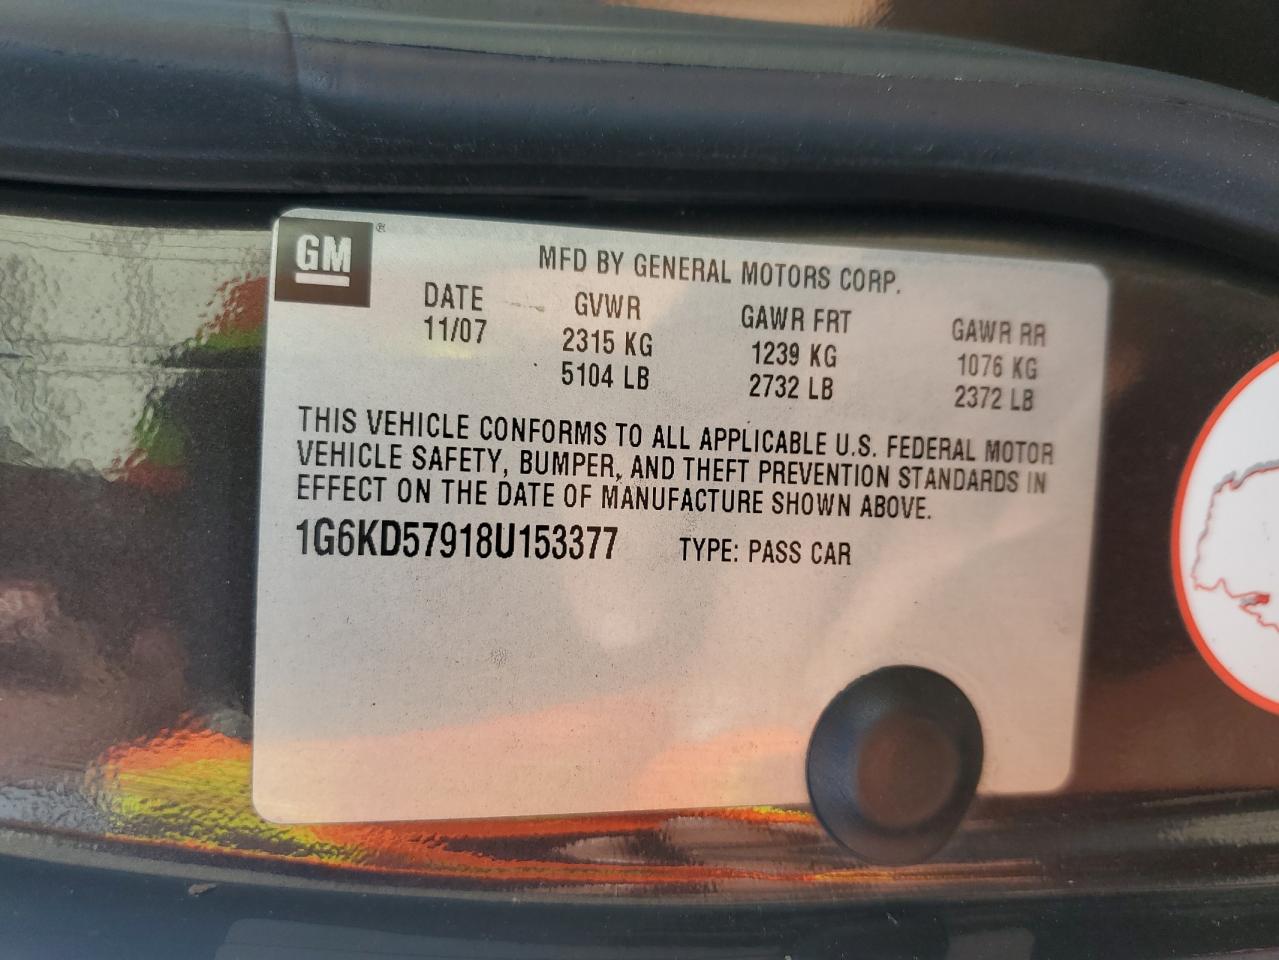 GM ®
MFD BY GENERAL MOTORS CORP.
DATE GVWR GAWR FRT GAWR RR
11/07 2315 KG 1239 KG 1076 KG
5104 LB 2732 LB 2372 LB
THIS VEHICLE CONFORMS TO ALL APPLICABLE U.S. FEDERAL MOTOR
VEHICLE SAFETY, BUMPER, AND THEFT PREVENTION STANDARDS IN
EFFECT ON THE DATE OF MANUFACTURE SHOWN ABOVE.
1G6KD57918U153377 TYPE: PASS CAR